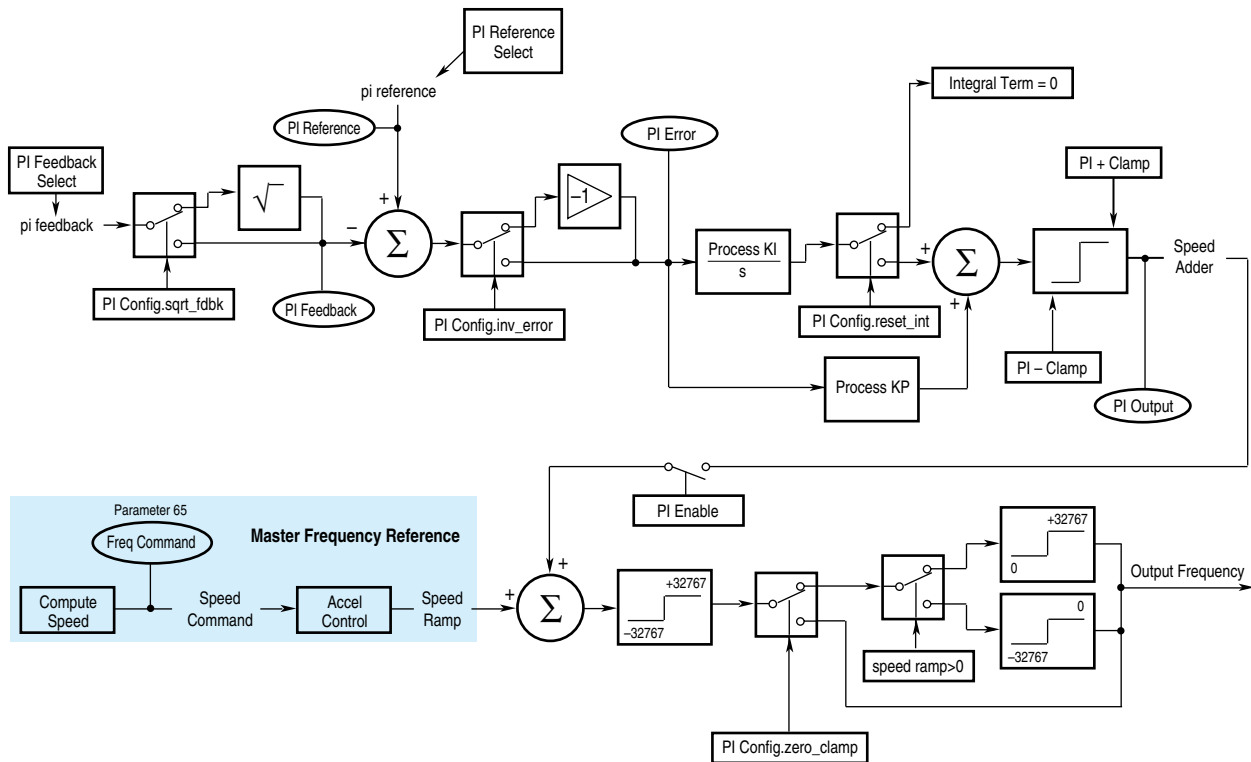 PI Reference
Select
pi reference
PI Reference
PI Error
Integral Term = 0
PI Feedback
Select
pi feedback
√
+
−
Σ
−1
Process KI
s
+
+
Σ
PI + Clamp
Speed
Adder
PI Config.sqrt_fdbk
PI Feedback
PI Config.inv_error
PI Config.reset_int
PI − Clamp
Process KP
PI Output
PI Enable
Parameter 65
Freq Command
Master Frequency Reference
Compute
Speed
Speed
Command
Accel
Control
Speed
Ramp
+
+
Σ
+32767
−32767
+32767
0
0
−32767
Output Frequency
speed ramp>0
PI Config.zero_clamp